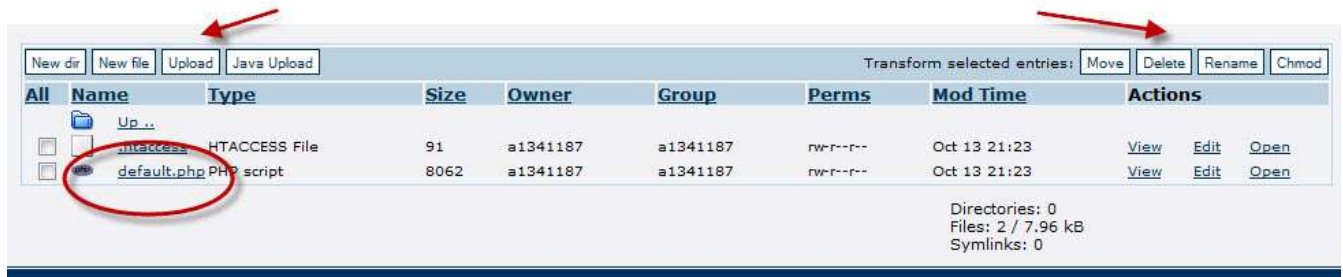 New dir New file Upload Java Upload Transform selected entries: Move Delete Rename Chmod
All Name Type Size Owner Group Perms Mod Time Actions
Up ..
.htaccess HTACCESS File 91 a1341187 a1341187 rw-r--r-- Oct 13 21:23 View Edit Open
php default.php PHP script 8062 a1341187 a1341187 rw-r--r-- Oct 13 21:23 View Edit Open
Directories: 0
Files: 2 / 7.96 kB
Symlinks: 0